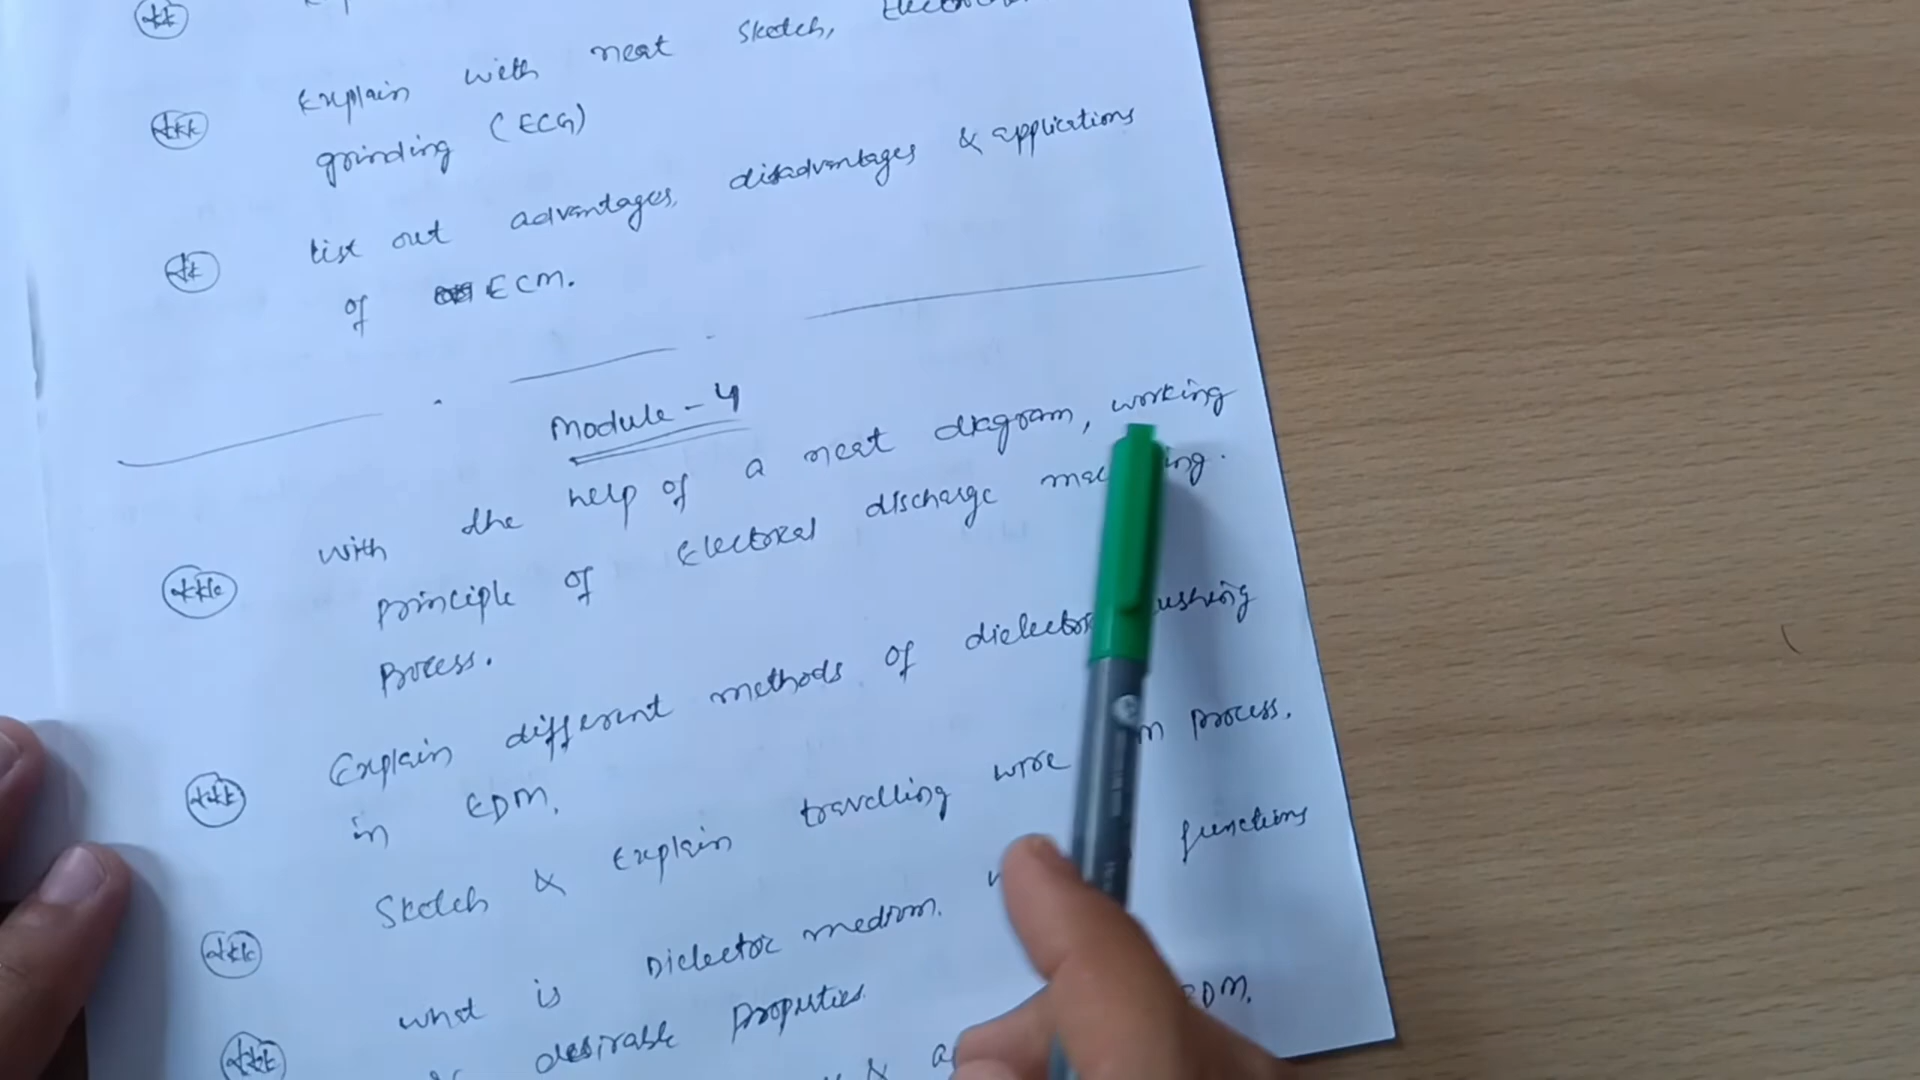 Explain with neat sketch,
grinding (ECG)
List out advantages, disadvantages & applications
of ECM.
Module-4
With the help of a neat diagram, working
principle of Electrical discharge
process.
Explain different methods of
in EDM.
Sketch & Explain travelling wire process.
what is Dielectric medium. functions
desirable properties
& EDM.